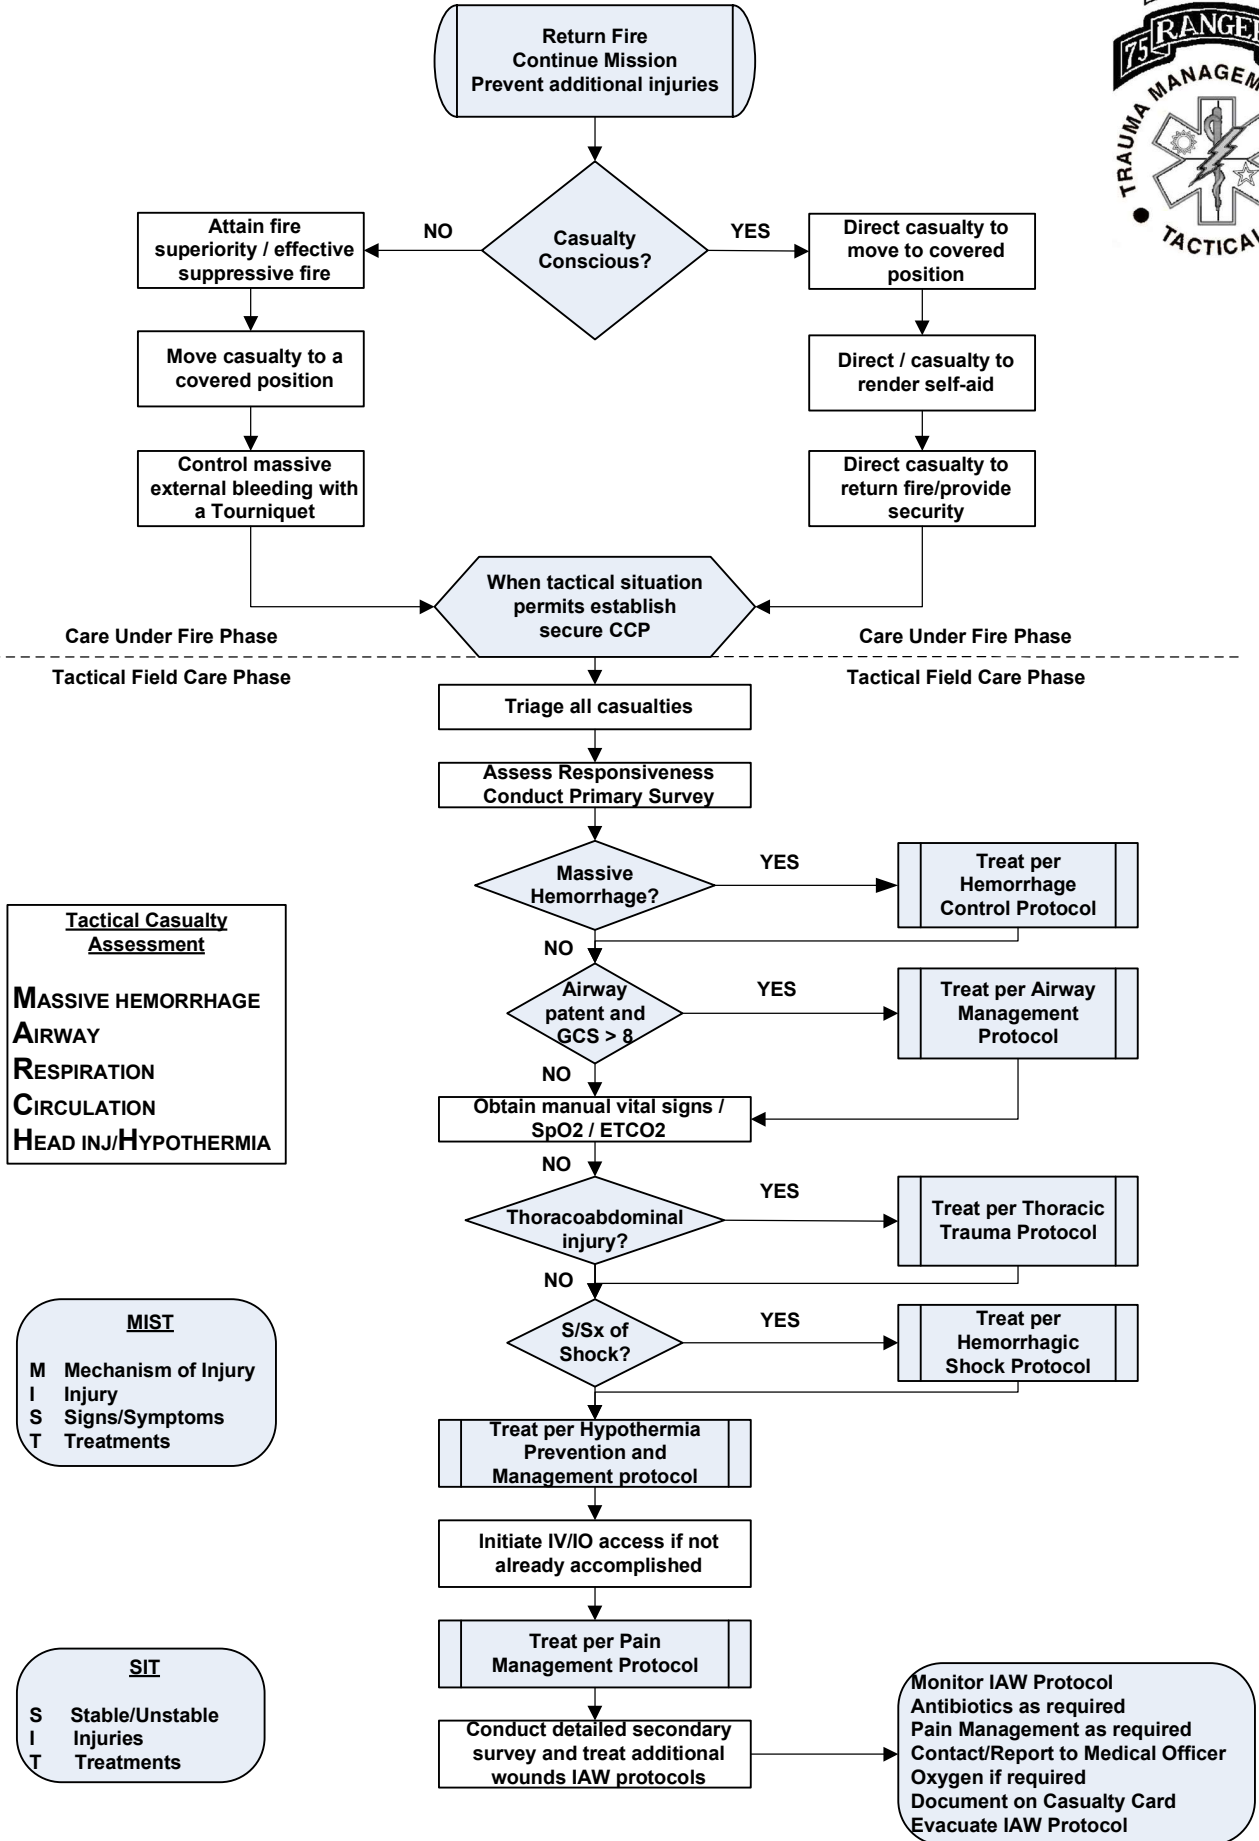 75 RANGE
TRAUMA MANAGEM
TACTICAL
Return Fire
Continue Mission
Prevent additional injuries
Casualty
Conscious?
NO
YES
Attain fire
superiority / effective
suppressive fire
Move casualty to a
covered position
Control massive
external bleeding with
a Tourniquet
Direct casualty to
move to covered
position
Direct / casualty to
render self-aid
Direct casualty to
return fire/provide
security
When tactical situation
permits establish
secure CCP
Care Under Fire Phase
Care Under Fire Phase
Tactical Field Care Phase
Tactical Field Care Phase
Triage all casualties
Assess Responsiveness
Conduct Primary Survey
Massive
Hemorrhage?
YES
Treat per
Hemorrhage
Control Protocol
NO
Airway
patent and
GCS > 8
YES
Treat per Airway
Management
Protocol
NO
Obtain manual vital signs /
SpO2 / ETCO2
NO
Thoracoabdominal
injury?
YES
Treat per Thoracic
Trauma Protocol
NO
S/Sx of
Shock?
YES
Treat per
Hemorrhagic
Shock Protocol
Treat per Hypothermia
Prevention and
Management protocol
Initiate IV/IO access if not
already accomplished
Treat per Pain
Management Protocol
Conduct detailed secondary
survey and treat additional
wounds IAW protocols
Monitor IAW Protocol
Antibiotics as required
Pain Management as required
Contact/Report to Medical Officer
Oxygen if required
Document on Casualty Card
Evacuate IAW Protocol
Tactical Casualty
Assessment
MASSIVE HEMORRHAGE
AIRWAY
RESPIRATION
CIRCULATION
HEAD INJ/HYPOTHERMIA
MIST
M Mechanism of Injury
I Injury
S Signs/Symptoms
T Treatments
SIT
S Stable/Unstable
I Injuries
T Treatments